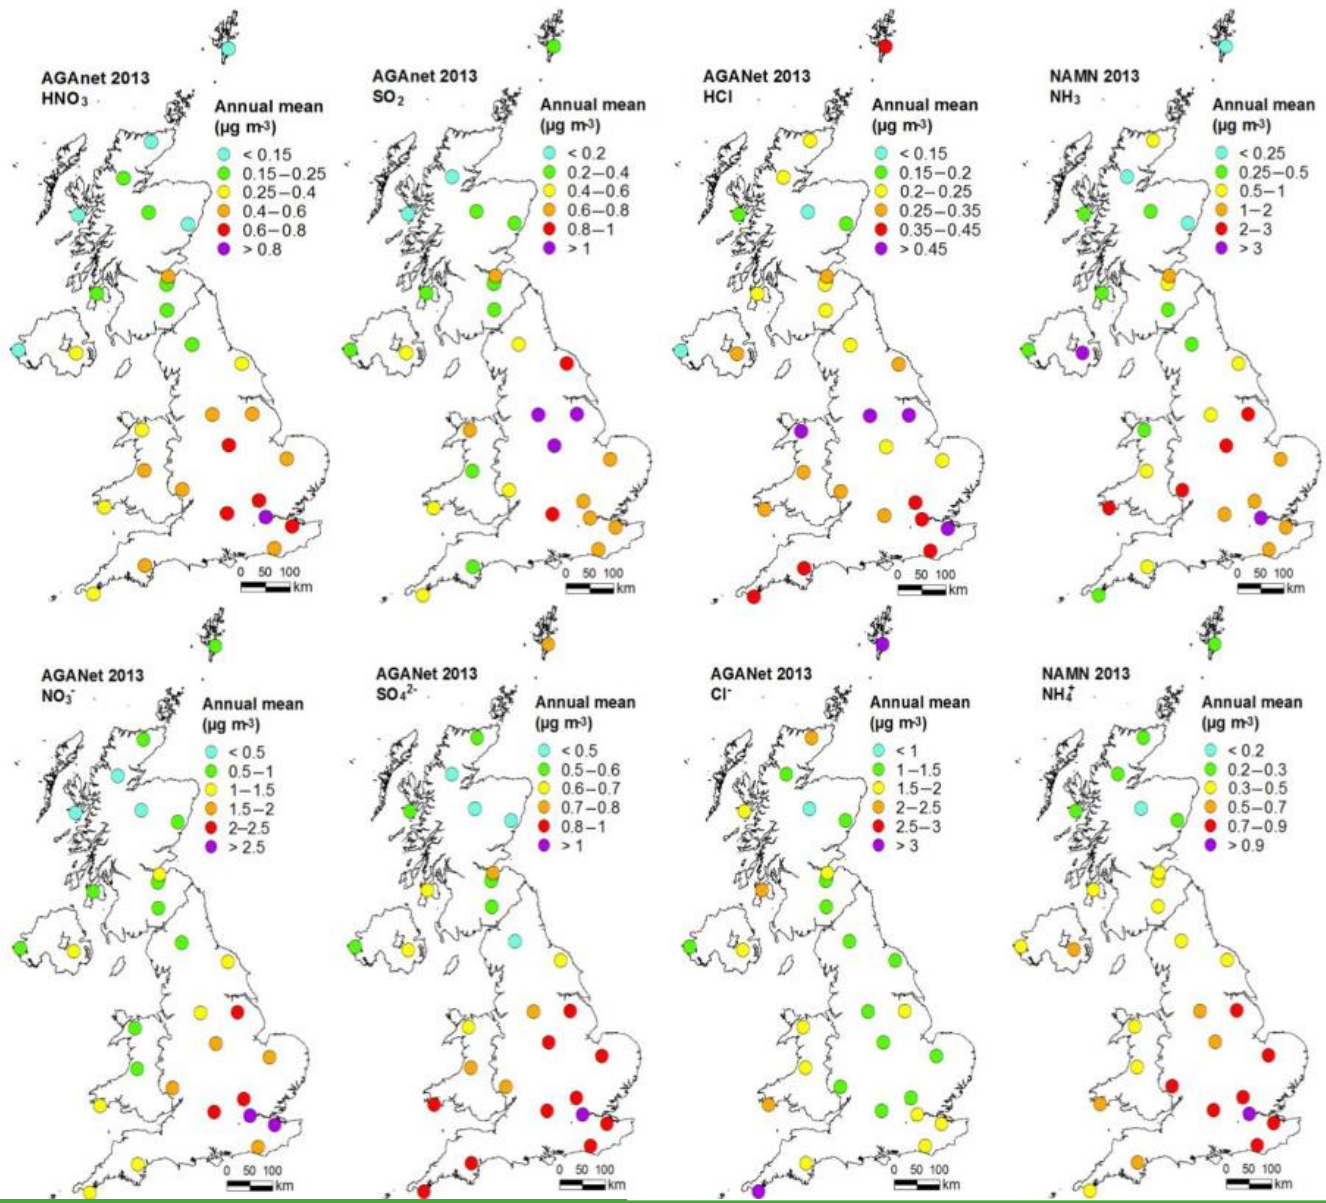 AGAnet 2013
HNO3
Annual mean
(µg m-3)
< 0.15
0.15—0.25
0.25—0.4
0.4—0.6
0.6—0.8
> 0.8
0 50 100
km
AGAnet 2013
SO2
Annual mean
(µg m-3)
< 0.2
0.2—0.4
0.4—0.6
0.6—0.8
0.8—1
> 1
0 50 100
km
AGANet 2013
HCl
Annual mean
(µg m-3)
< 0.15
0.15—0.2
0.2—0.25
0.25—0.35
0.35—0.45
> 0.45
0 50 100
km
NAMN 2013
NH3
Annual mean
(µg m-3)
< 0.25
0.25—0.5
0.5—1
1—2
2—3
> 3
0 50 100
km
AGANet 2013
NO3-
Annual mean
(µg m-3)
< 0.5
0.5—1
1—1.5
1.5—2
2—2.5
> 2.5
0 50 100
km
AGANet 2013
SO42-
Annual mean
(µg m-3)
< 0.5
0.5—0.6
0.6—0.7
0.7—0.8
0.8—1
> 1
0 50 100
km
AGANet 2013
Cl-
Annual mean
(µg m-3)
< 1
1—1.5
1.5—2
2—2.5
2.5—3
> 3
0 50 100
km
NAMN 2013
NH4+
Annual mean
(µg m-3)
< 0.2
0.2—0.3
0.3—0.5
0.5—0.7
0.7—0.9
> 0.9
0 50 100
km